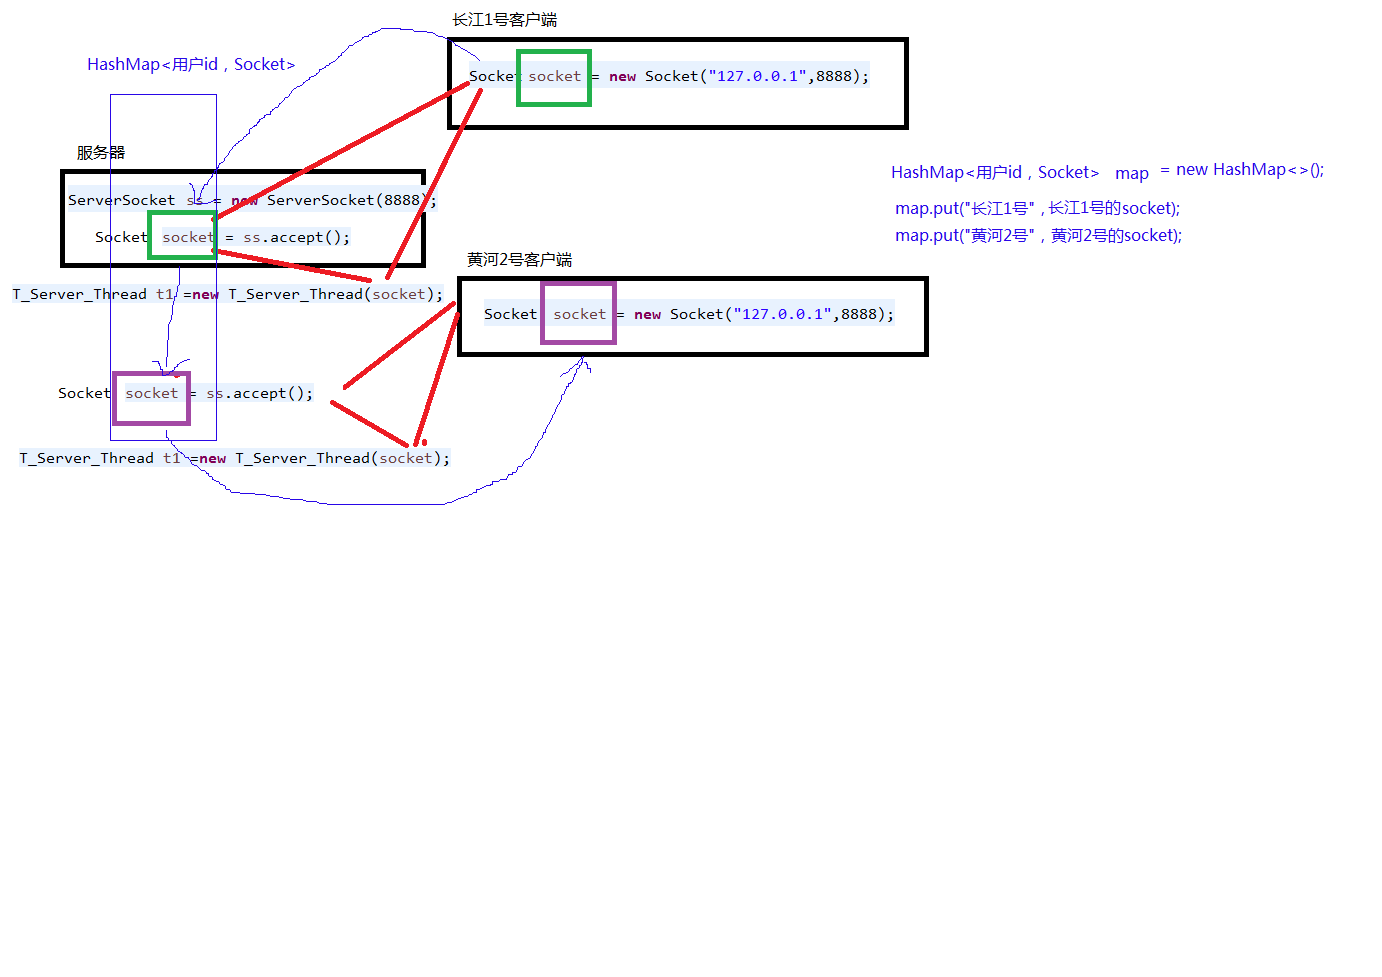 长江1号客户端
Socket socket = new Socket("127.0.0.1",8888);
HashMap<用户id，Socket>
服务器
ServerSocket ss = new ServerSocket(8888);
Socket socket = ss.accept();
T_Server_Thread t1 =new T_Server_Thread(socket);
HashMap<用户id，Socket> map = new HashMap<>();
map.put("长江1号"，长江1号的socket);
map.put("黄河2号"，黄河2号的socket);
黄河2号客户端
Socket socket = new Socket("127.0.0.1",8888);
Socket socket = ss.accept();
T_Server_Thread t1 =new T_Server_Thread(socket);